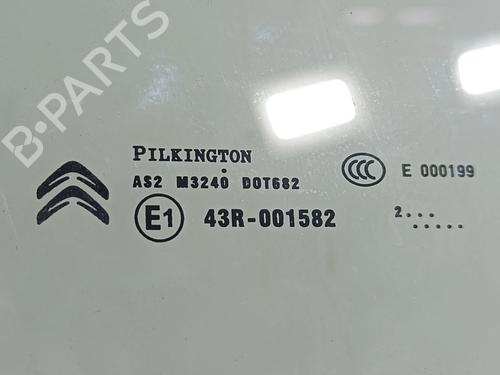 B-PARTS
PILKINGTON
AS2 M3240 DOT682
CCC E 000199
E1 43R-001582
2...
.....